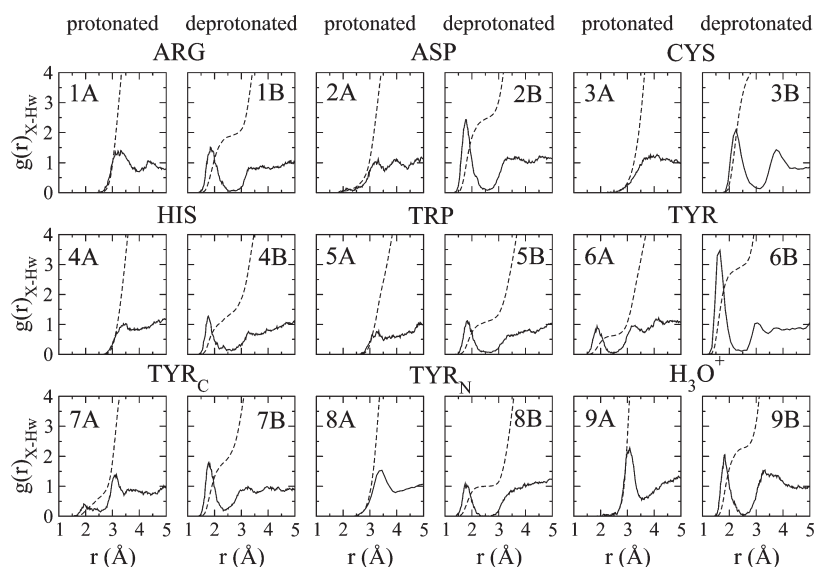 protonated deprotonated protonated deprotonated protonated deprotonated
ARG ASP CYS
4 3 2 1 0
g(r)X-Hw
1A 1B 2A 2B 3A 3B
HIS TRP TYR
4 3 2 1 0
g(r)X-Hw
4A 4B 5A 5B 6A 6B
TYRC TYRN H3O+
4 3 2 1 0
g(r)X-Hw
7A 7B 8A 8B 9A 9B
1 2 3 4 5 1 2 3 4 5 1 2 3 4 5 1 2 3 4 5 1 2 3 4 5 1 2 3 4 5
r (Å) r (Å) r (Å) r (Å) r (Å) r (Å)